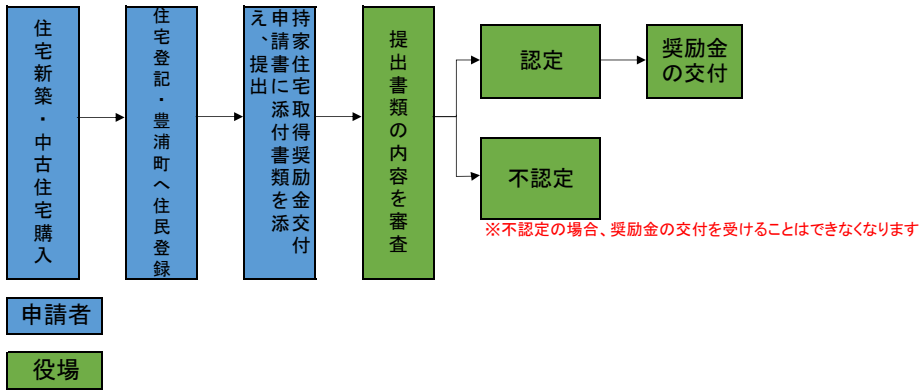 住宅新築・中古住宅購入
住宅登記・豊浦町へ住民登録
持家住宅取得奨励金交付
申請書に添付書類を添
え、提出
提出書類の内容を審査
認定
奨励金
の交付
不認定
※不認定の場合、奨励金の交付を受けることはできなくなります
申請者
役場